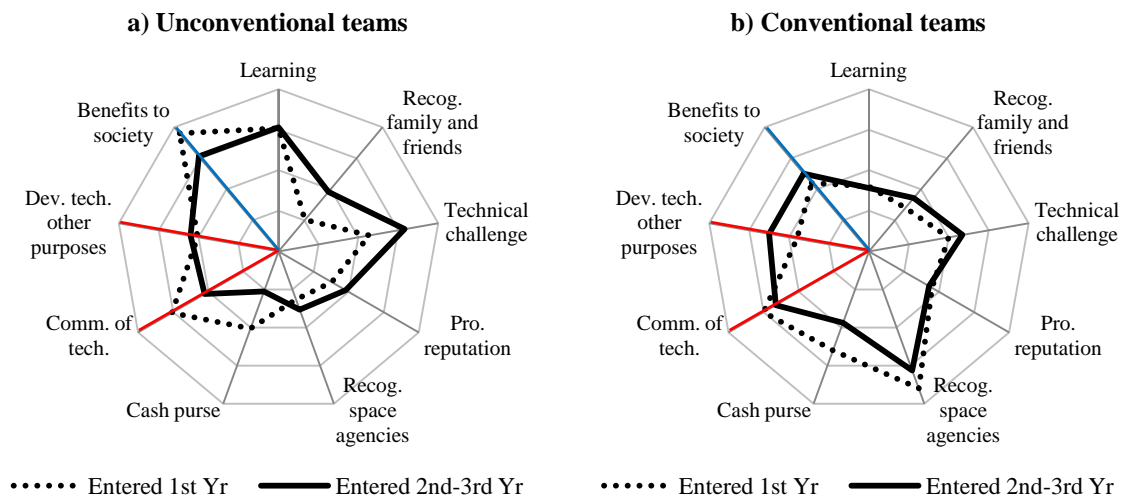 a) Unconventional teams
Learning
Recog.
family and
friends
Technical
challenge
Pro.
reputation
Recog.
space
agencies
Cash purse
Comm. of
tech.
Dev. tech.
other
purposes
Benefits to
society
Entered 1st Yr
Entered 2nd-3rd Yr
b) Conventional teams
Learning
Recog.
family and
friends
Technical
challenge
Pro.
reputation
Recog.
space
agencies
Cash purse
Comm. of
tech.
Dev. tech.
other
purposes
Benefits to
society
Entered 1st Yr
Entered 2nd-3rd Yr